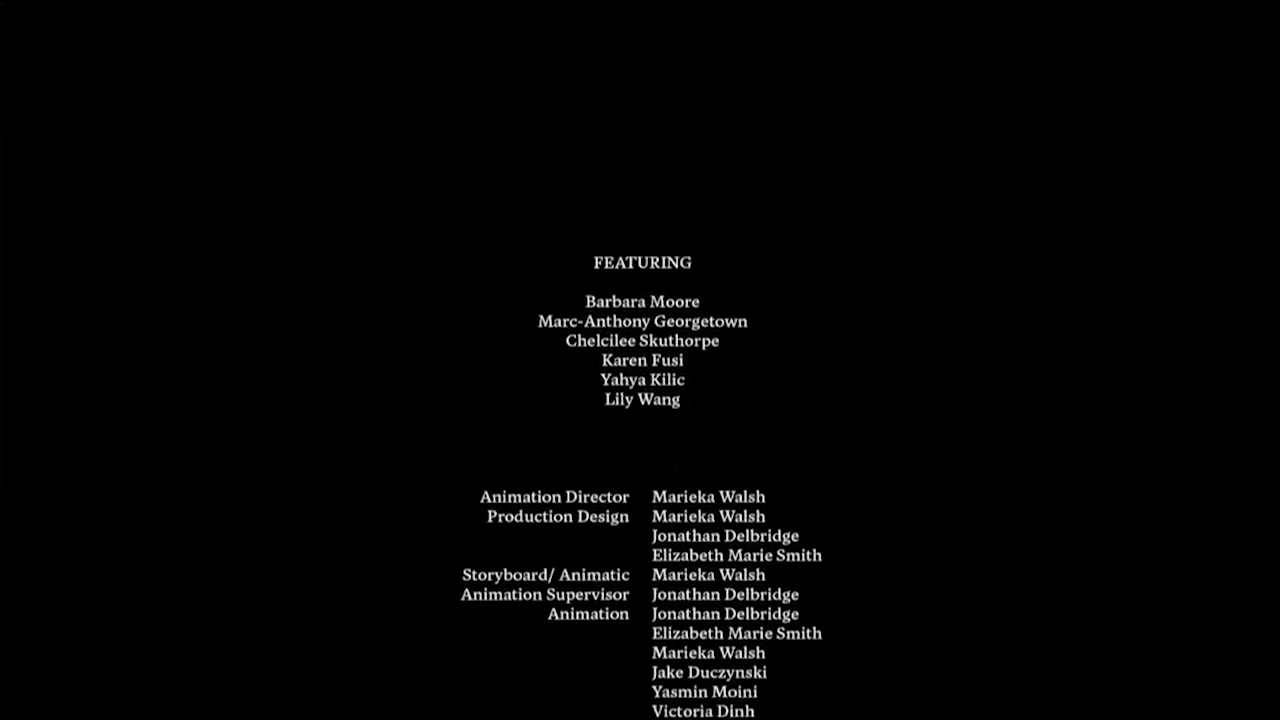 FEATURING
Barbara Moore
Marc-Anthony Georgetown
Chelcilee Skuthorpe
Karen Fusi
Yahya Kilic
Lily Wang
Animation Director Marieka Walsh
Production Design Marieka Walsh
Jonathan Delbridge
Elizabeth Marie Smith
Storyboard/ Animatic Marieka Walsh
Animation Supervisor Jonathan Delbridge
Animation Jonathan Delbridge
Elizabeth Marie Smith
Marieka Walsh
Jake Duczynski
Yasmin Moini
Victoria Dinh